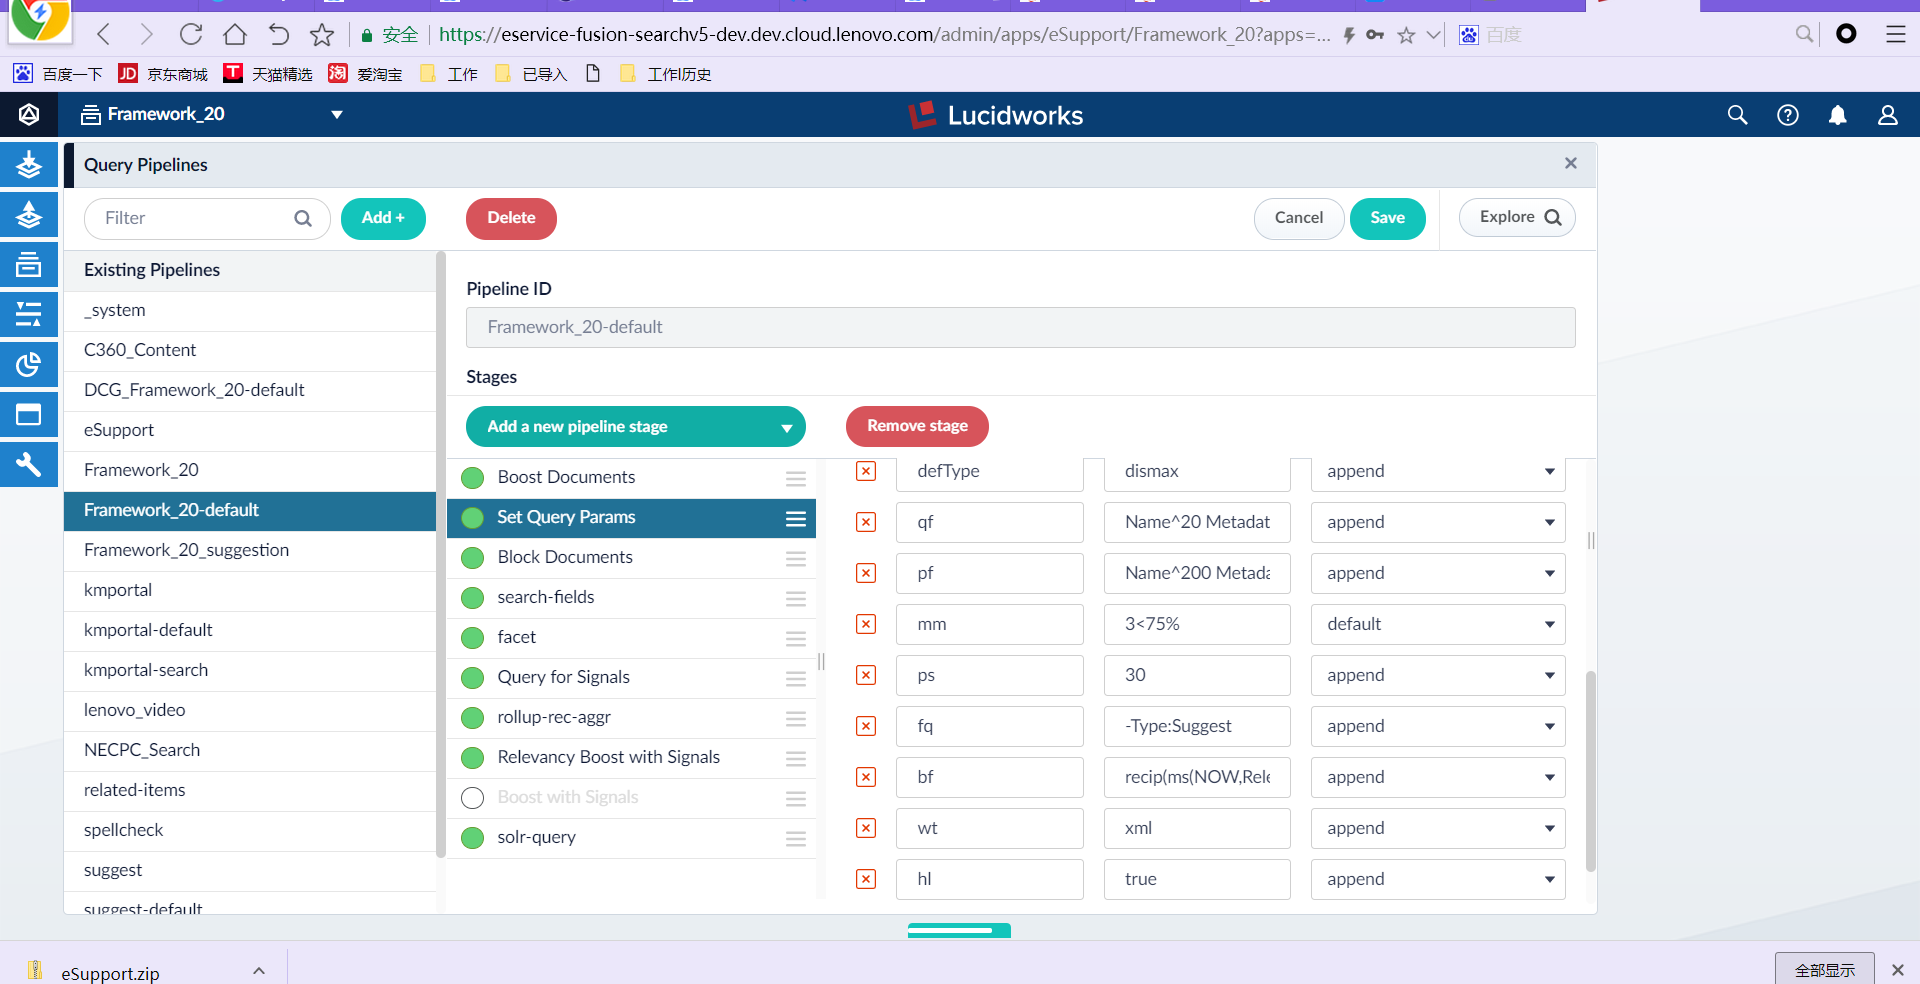 安全
https://eservice-fusion-searchv5-dev.dev.cloud.lenovo.com/admin/apps/eSupport/Framework_20?apps=...
百度
百度一下
JD 京东商城
T 天猫精选
淘 爱淘宝
工作
已导入
工作I历史
Framework_20
Lucidworks
Query Pipelines
Filter
Add +
Delete
Cancel
Save
Explore
Existing Pipelines
_system
C360_Content
DCG_Framework_20-default
eSupport
Framework_20
Framework_20-default
Framework_20_suggestion
kmportal
kmportal-default
kmportal-search
lenovo_video
NECPC_Search
related-items
spellcheck
suggest
suggest-default
Pipeline ID
Framework_20-default
Stages
Add a new pipeline stage
Remove stage
Boost Documents
Set Query Params
Block Documents
search-fields
facet
Query for Signals
rollup-rec-aggr
Relevancy Boost with Signals
Boost with Signals
solr-query
defType dismax append
qf Name^20 Metadat append
pf Name^200 Metada append
mm 3<75% default
ps 30 append
fq -Type:Suggest append
bf recip(ms(NOW,Rele append
wt xml append
hl true append
eSupport.zip
全部显示